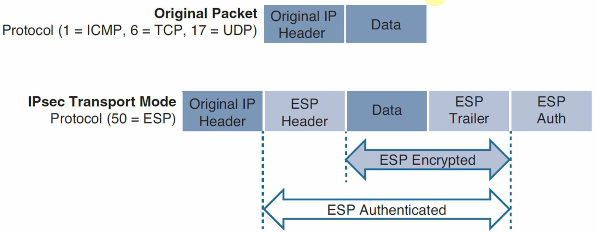 Original Packet
Protocol (1 = ICMP, 6 = TCP, 17 = UDP)
Original IP
Header
Data
IPsec Transport Mode
Protocol (50 = ESP)
Original IP
Header
ESP
Header
Data
ESP
Trailer
ESP
Auth
ESP Encrypted
ESP Authenticated